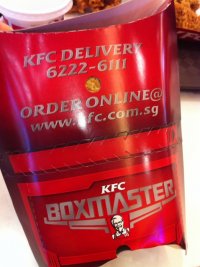 KFC DELIVERY
6222-6111
ORDER ONLINE@
www.kfc.com.sg
KFC
BOXMASTER